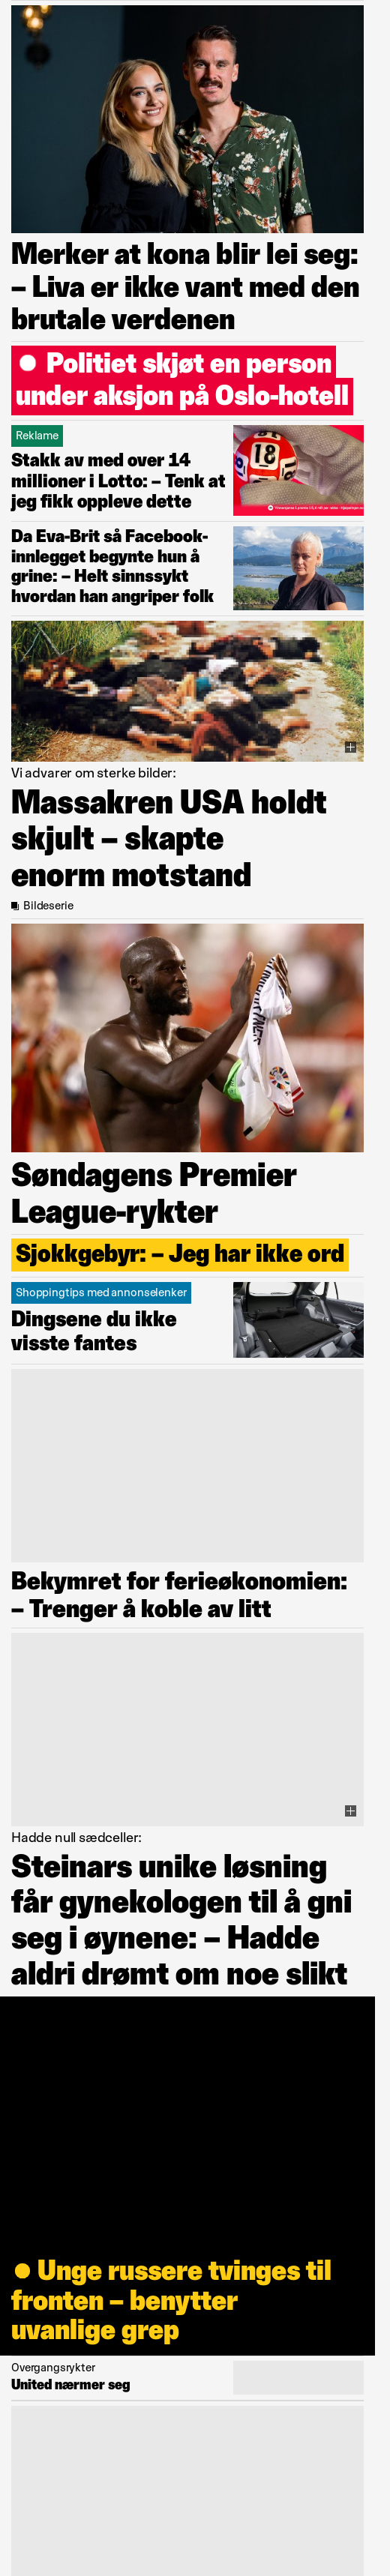 Merker at kona blir lei seg:
– Liva er ikke vant med den
brutale verdenen
Politiet skjøt en person
under aksjon på Oslo-hotell
Reklame
Stakk av med over 14
millioner i Lotto: – Tenk at
jeg fikk oppleve dette
18
Da Eva-Brit så Facebook-
innlegget begynte hun å
grine: – Helt sinnssykt
hvordan han angriper folk
Vi advarer om sterke bilder:
Massakren USA holdt
skjult – skapte
enorm motstand
Bildeserie
Søndagens Premier
League-rykter
Sjokkgebyr: – Jeg har ikke ord
Shoppingtips med annonselenker
Dingsene du ikke
visste fantes
Bekymret for ferieøkonomien:
– Trenger å koble av litt
Hadde null sædceller:
Steinars unike løsning
får gynekologen til å gni
seg i øynene: – Hadde
aldri drømt om noe slikt
Unge russere tvinges til
fronten – benytter
uvanlige grep
Overgangsrykter
United nærmer seg